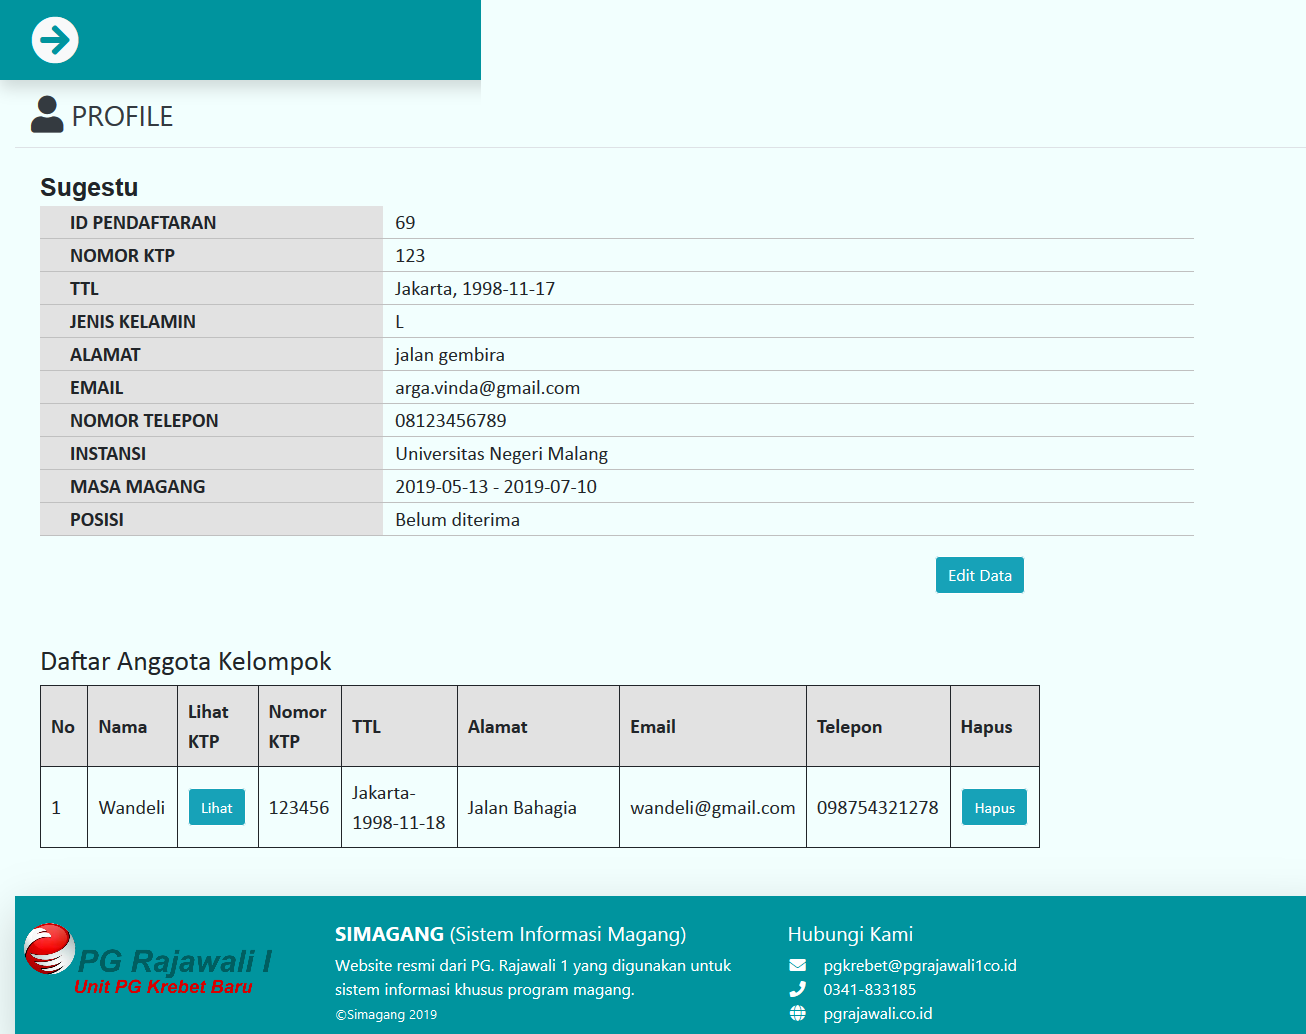 PROFILE
Sugestu
ID PENDAFTARAN 69
NOMOR KTP 123
TTL Jakarta, 1998-11-17
JENIS KELAMIN L
ALAMAT jalan gembira
EMAIL arga.vinda@gmail.com
NOMOR TELEPON 08123456789
INSTANSI Universitas Negeri Malang
MASA MAGANG 2019-05-13 - 2019-07-10
POSISI Belum diterima
Edit Data
Daftar Anggota Kelompok
No Nama Lihat KTP Nomor KTP TTL Alamat Email Telepon Hapus
1 Wandeli Lihat 123456 Jakarta-1998-11-18 Jalan Bahagia wandeli@gmail.com 098754321278 Hapus
PG Rajawali I
Unit PG Krebet Baru
SIMAGANG (Sistem Informasi Magang)
Website resmi dari PG. Rajawali 1 yang digunakan untuk
sistem informasi khusus program magang.
©Simagang 2019
Hubungi Kami
pgkrebet@pgrajawali1co.id
0341-833185
pgrajawali.co.id